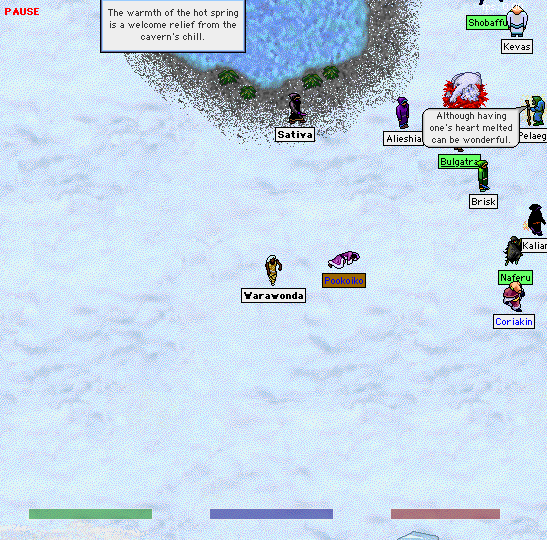 PAUSE
The warmth of the hot spring
is a welcome relief from the
cavern's chill.
Shobaffu
Kevas
Sativa
Alieshia
Although having
one's heart melted
can be wonderful.
Pelaeg
Bulgatra
Brisk
Kalian
Naferu
Coriakin
Warawonda
Pookoiko